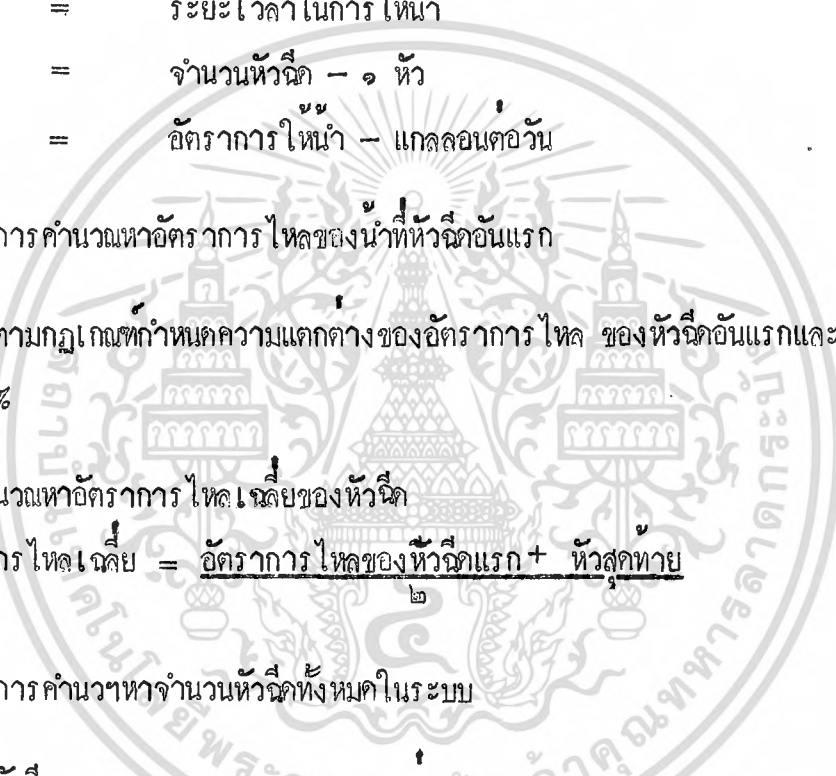 = ระยะเวลาในการให้น้ำ
= จำนวนหัวฉีด – ๑ หัว
= อัตราการให้น้ำ – แกลลอนต่อวัน
การคำนวณหาอัตราการไหลของน้ำที่หัวฉีดอันแรก
ตามกฎเกณฑ์กำหนดความแตกต่างของอัตราการไหล ของหัวฉีดอันแรกและ
%
นวณหาอัตราการไหลเฉลี่ยของหัวฉีด
การไหลเฉลี่ย = อัตราการไหลของหัวฉีดแรก + หัวสุดท้าย
๒
การคำนวฯหาจำนวนหัวฉีดทั้งหมดในระบบ